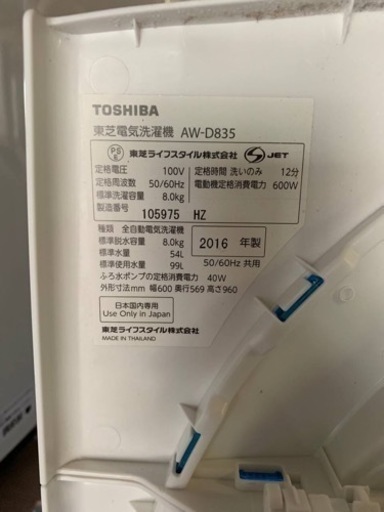 TOSHIBA
東芝電気洗濯機 AW-D835
PS E 東芝ライフスタイル株式会社 JET
定格電圧 100V 定格時間 洗いのみ 12分
定格周波数 50/60Hz 電動機定格消費電力 600W
標準洗濯容量 8.0kg
製造番号 105975 HZ
種類 全自動電気洗濯機
標準脱水容量 8.0kg 2016 年製
標準水量 54L
標準使用水量 99L 50/60Hz 共用
ふろ水ポンプの定格消費電力 40W
外形寸法mm 幅600 奥行569 高さ960
日本国内専用
Use Only in Japan
東芝ライフスタイル株式会社
MADE IN THAILAND